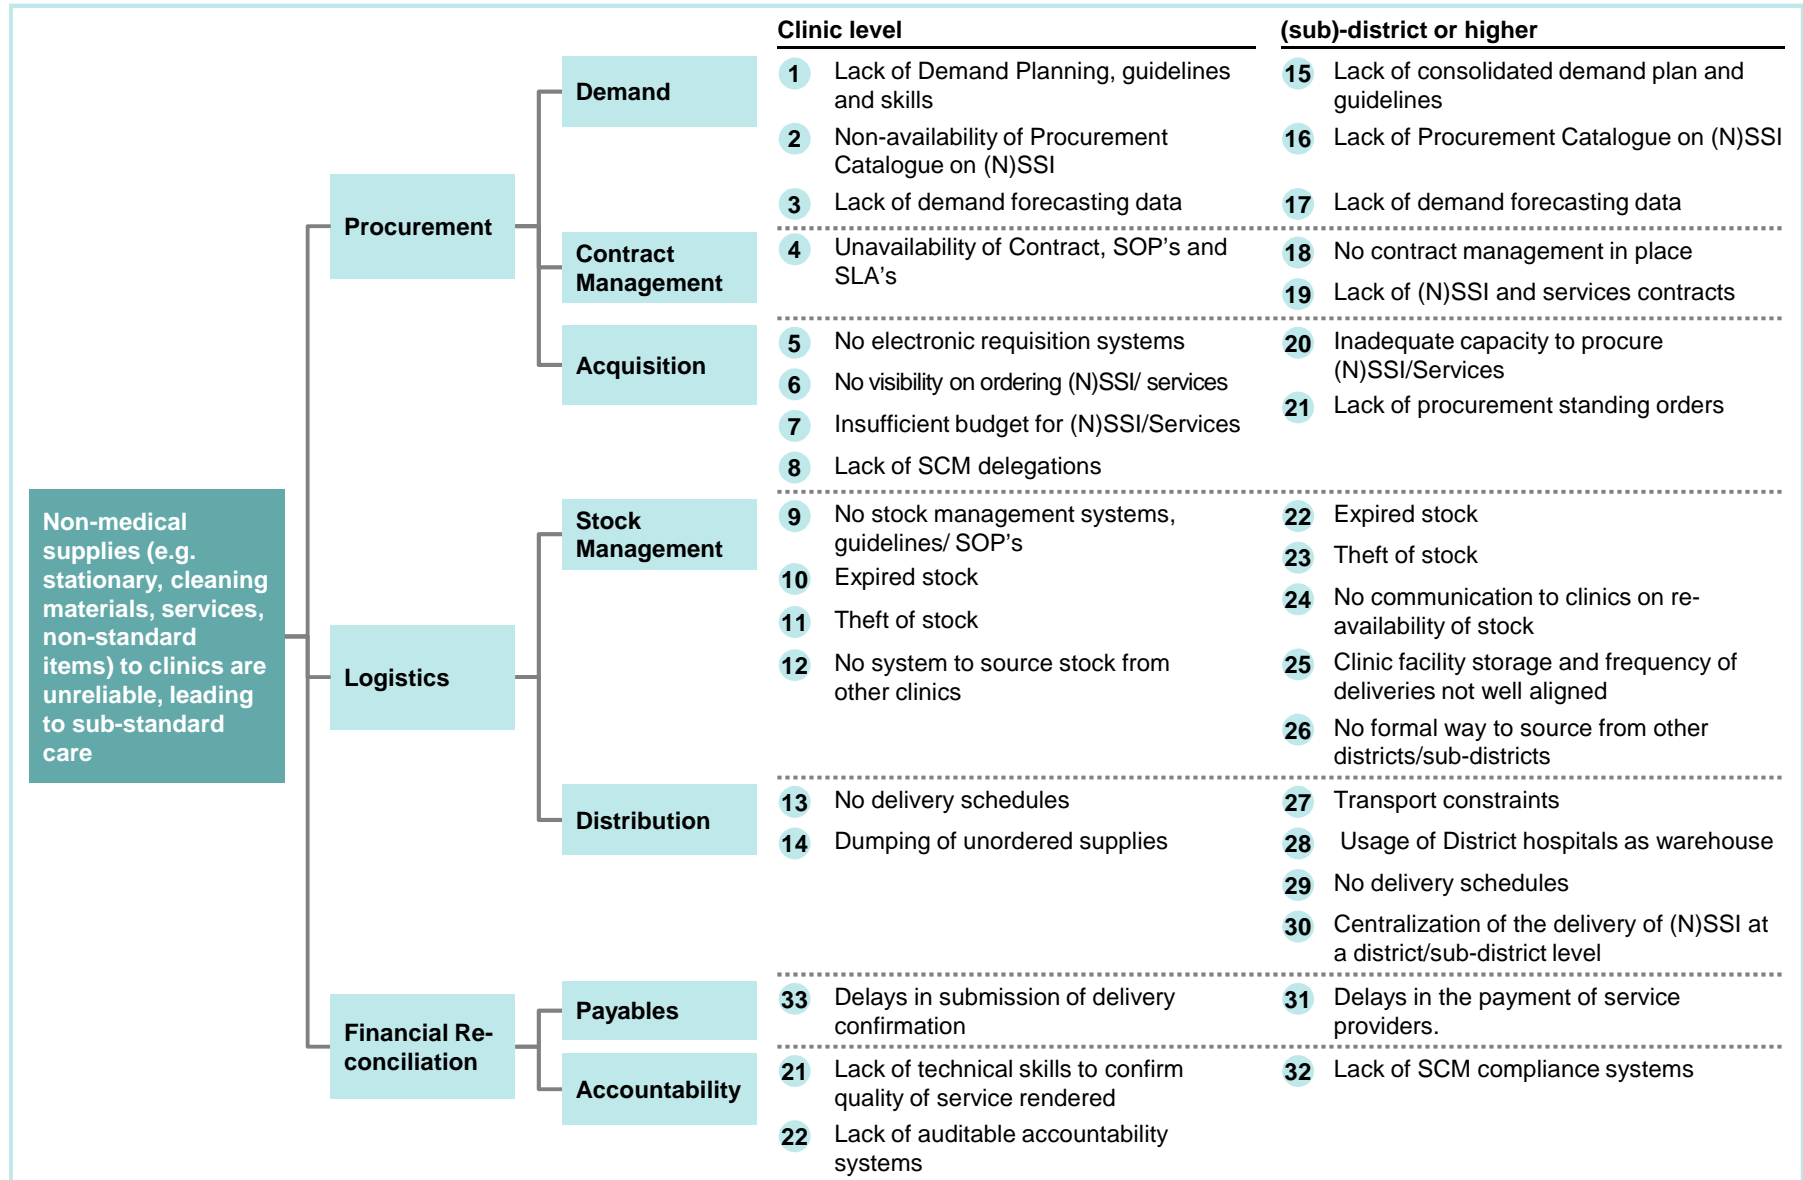 Clinic level
(sub)-district or higher
Non-medical
supplies (e.g.
stationary, cleaning
materials, services,
non-standard
items) to clinics are
unreliable, leading
to sub-standard
care
Procurement
Demand
1 Lack of Demand Planning, guidelines
and skills
2 Non-availability of Procurement
Catalogue on (N)SSI
3 Lack of demand forecasting data
15 Lack of consolidated demand plan and
guidelines
16 Lack of Procurement Catalogue on (N)SSI
17 Lack of demand forecasting data
Contract
Management
4 Unavailability of Contract, SOP's and
SLA's
18 No contract management in place
19 Lack of (N)SSI and services contracts
Acquisition
5 No electronic requisition systems
6 No visibility on ordering (N)SSI/ services
7 Insufficient budget for (N)SSI/Services
8 Lack of SCM delegations
20 Inadequate capacity to procure
(N)SSI/Services
21 Lack of procurement standing orders
Logistics
Stock
Management
9 No stock management systems,
guidelines/ SOP's
10 Expired stock
11 Theft of stock
12 No system to source stock from
other clinics
22 Expired stock
23 Theft of stock
24 No communication to clinics on re-
availability of stock
25 Clinic facility storage and frequency of
deliveries not well aligned
26 No formal way to source from other
districts/sub-districts
Distribution
13 No delivery schedules
14 Dumping of unordered supplies
27 Transport constraints
28 Usage of District hospitals as warehouse
29 No delivery schedules
30 Centralization of the delivery of (N)SSI at
a district/sub-district level
Financial Re-
conciliation
Payables
33 Delays in submission of delivery
confirmation
31 Delays in the payment of service
providers.
Accountability
21 Lack of technical skills to confirm
quality of service rendered
22 Lack of auditable accountability
systems
32 Lack of SCM compliance systems